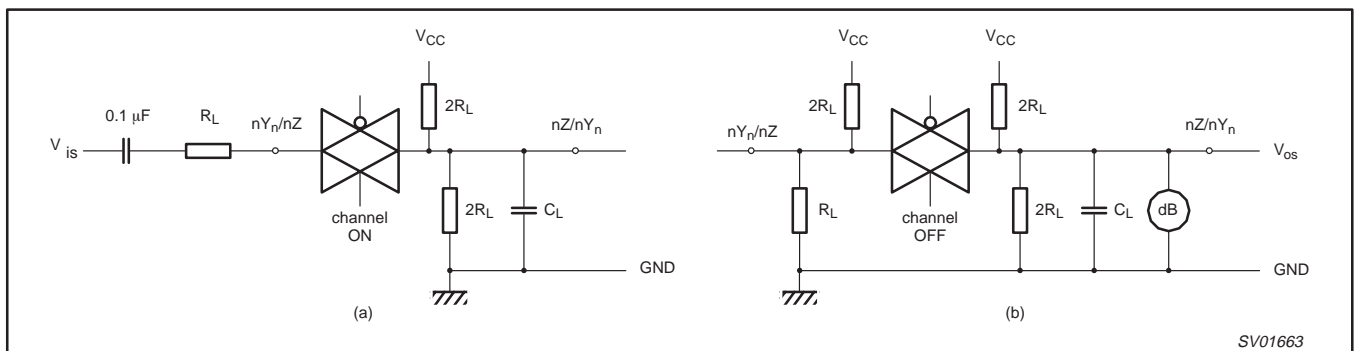 V_CC
V_CC
V_CC
0.1 μF
R_L
nY_n/nZ
2R_L
nZ/nY_n
2R_L
nY_n/nZ
2R_L
nZ/nY_n
V_is
V_os
2R_L
C_L
R_L
2R_L
C_L
dB
channel
ON
channel
OFF
GND
GND
(a)
(b)
SV01663